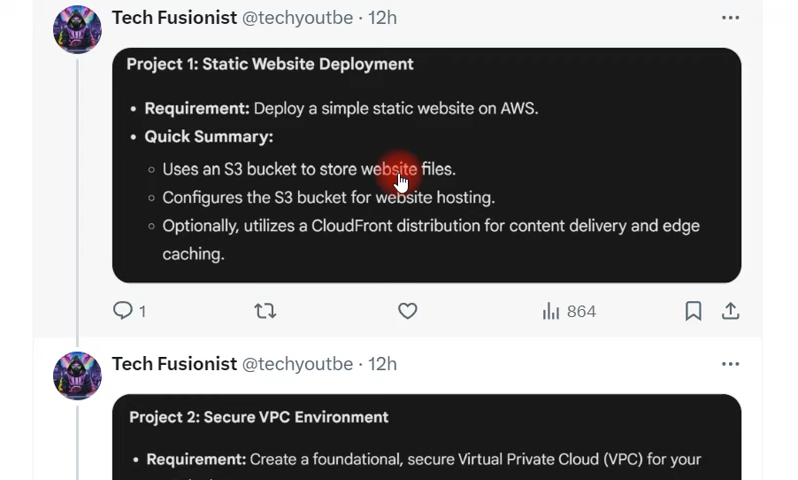 Tech Fusionist @techyoutbe · 12h
Project 1: Static Website Deployment
• Requirement: Deploy a simple static website on AWS.
• Quick Summary:
◦ Uses an S3 bucket to store website files.
◦ Configures the S3 bucket for website hosting.
◦ Optionally, utilizes a CloudFront distribution for content delivery and edge
caching.
1 864
Tech Fusionist @techyoutbe · 12h
Project 2: Secure VPC Environment
• Requirement: Create a foundational, secure Virtual Private Cloud (VPC) for your